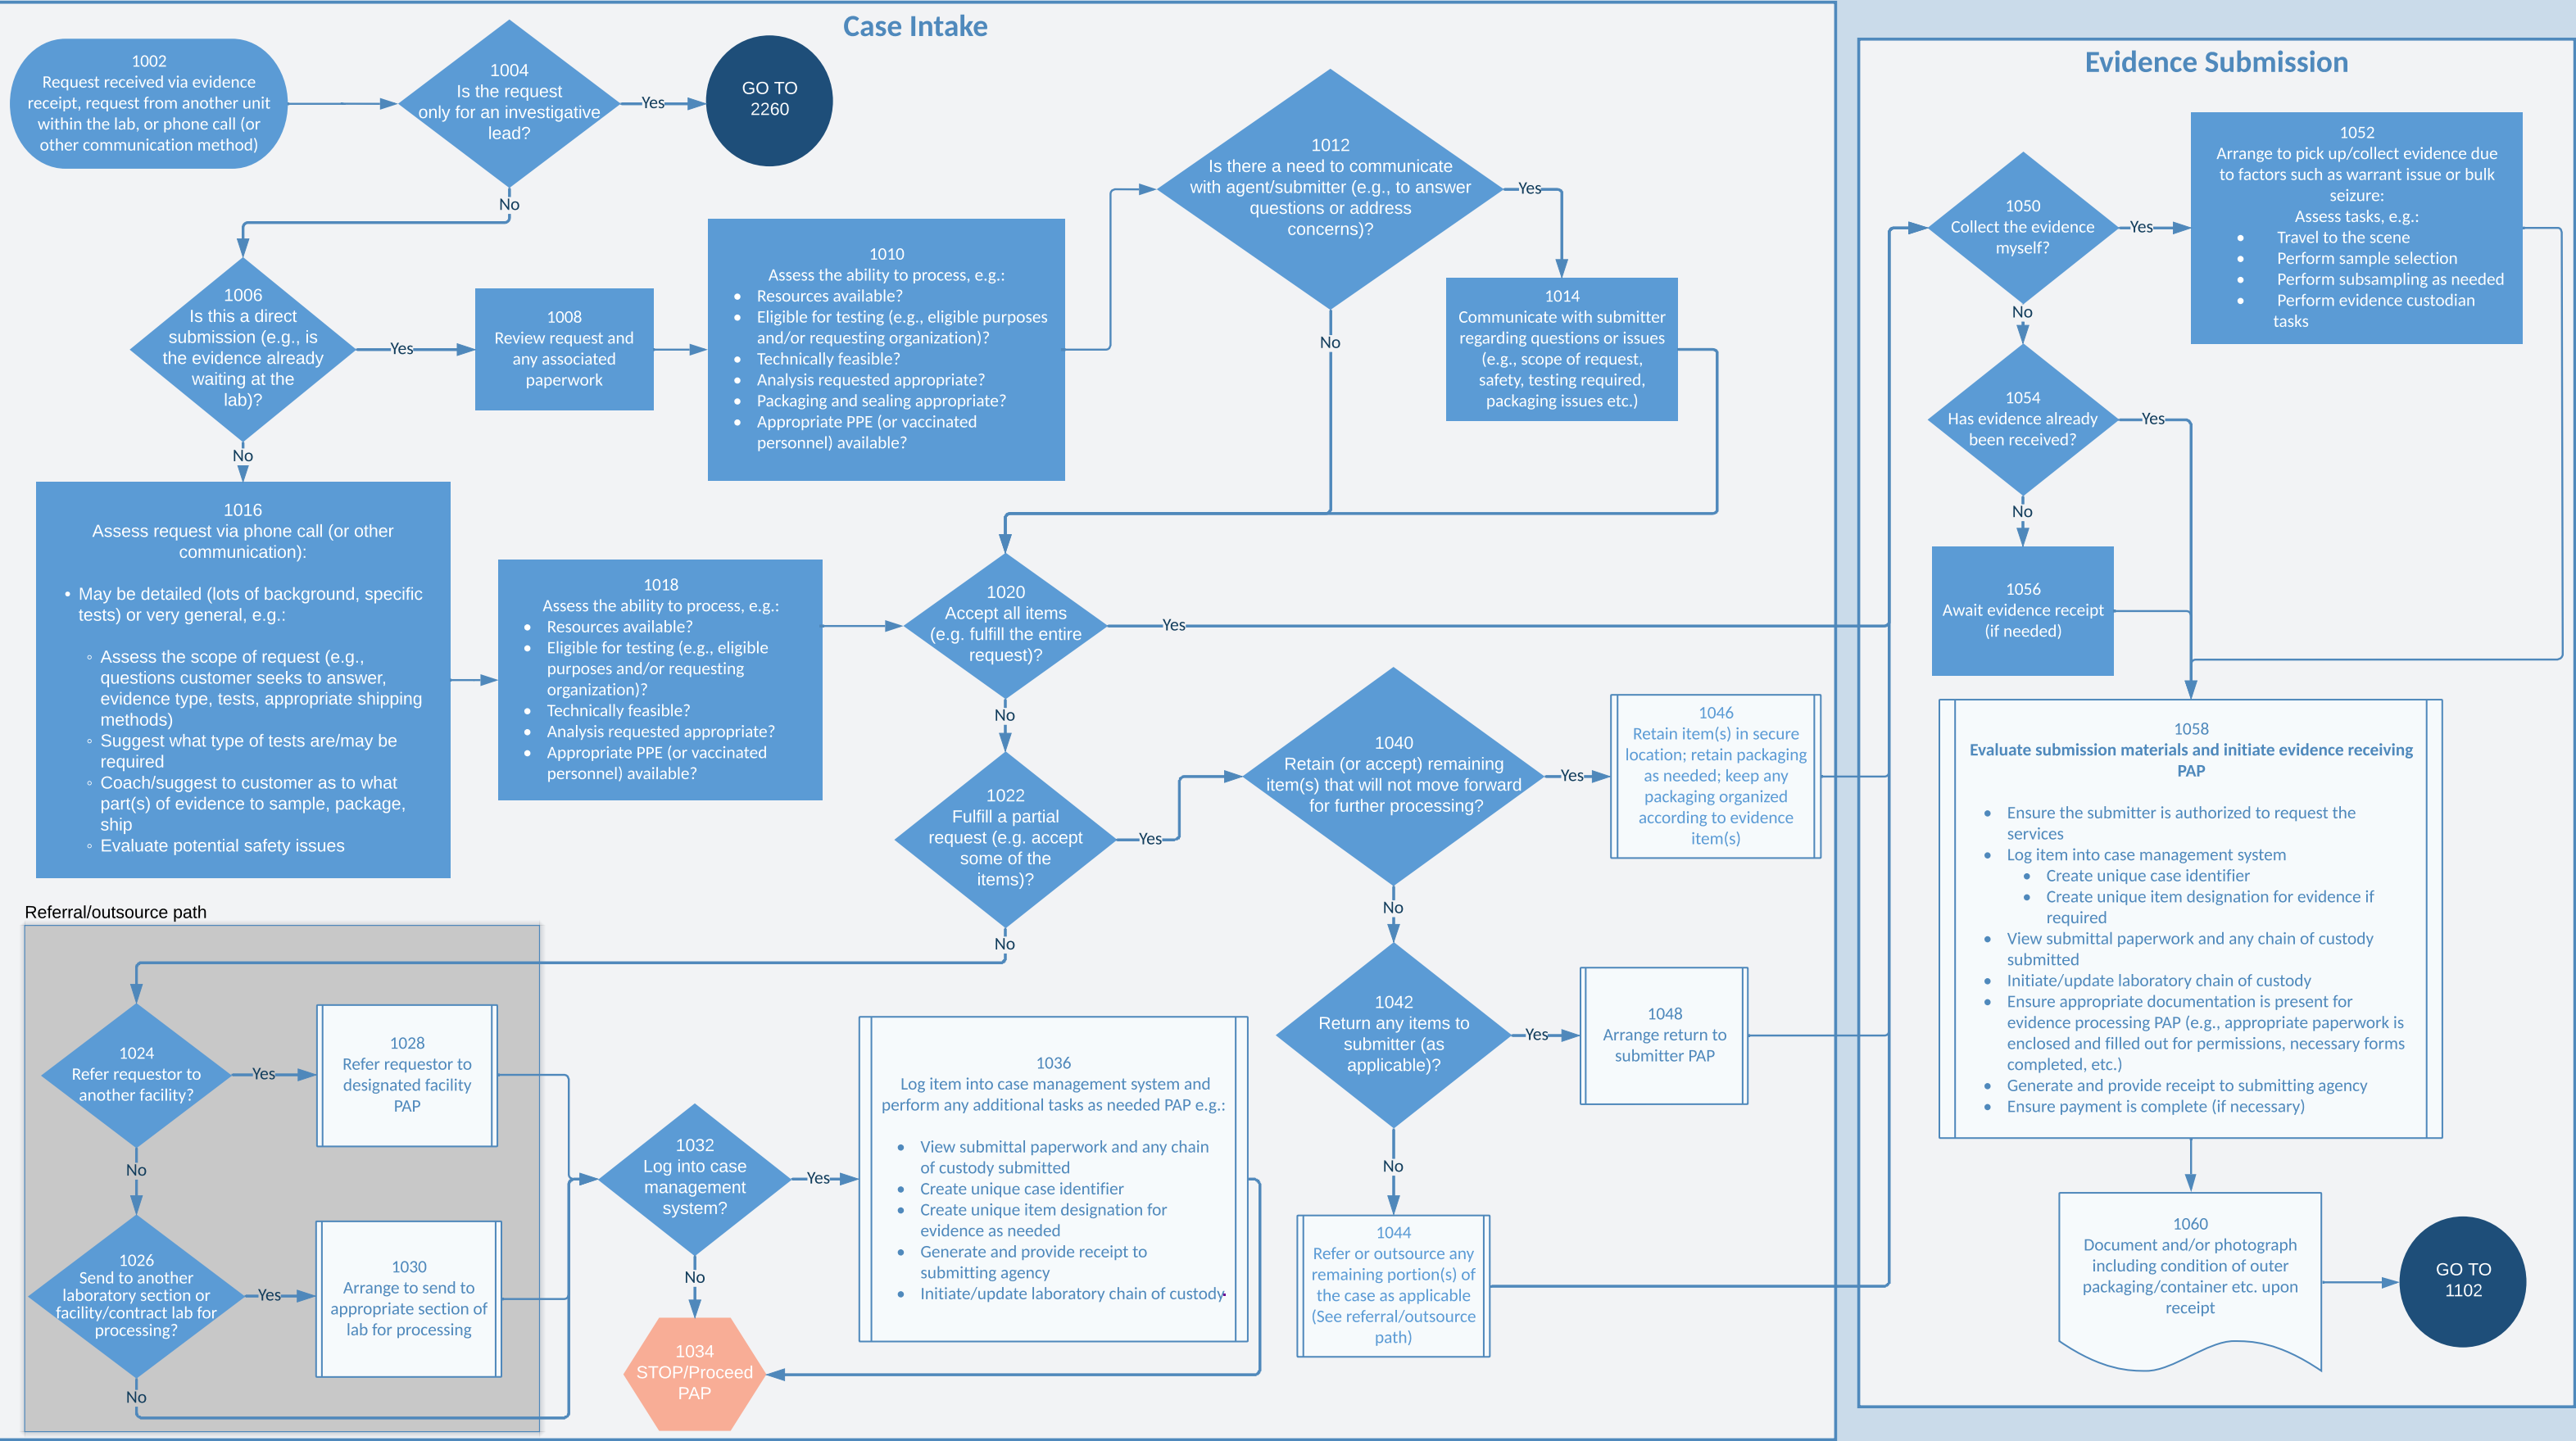 Case Intake
1002
Request received via evidence
receipt, request from another unit
within the lab, or phone call (or
other communication method)
1004
Is the request
only for an investigative
lead?
Yes
GO TO
2260
No
1006
Is this a direct
submission (e.g., is
the evidence already
waiting at the
lab)?
Yes
1008
Review request and
any associated
paperwork
1010
Assess the ability to process, e.g.:
• Resources available?
• Eligible for testing (e.g., eligible purposes
and/or requesting organization)?
• Technically feasible?
• Analysis requested appropriate?
• Packaging and sealing appropriate?
• Appropriate PPE (or vaccinated
personnel) available?
1012
Is there a need to communicate
with agent/submitter (e.g., to answer
questions or address
concerns)?
Yes
No
1014
Communicate with submitter
regarding questions or issues
(e.g., scope of request,
safety, testing required,
packaging issues etc.)
No
1016
Assess request via phone call (or other
communication):
• May be detailed (lots of background, specific
tests) or very general, e.g.:
◦ Assess the scope of request (e.g.,
questions customer seeks to answer,
evidence type, tests, appropriate shipping
methods)
◦ Suggest what type of tests are/may be
required
◦ Coach/suggest to customer as to what
part(s) of evidence to sample, package,
ship
◦ Evaluate potential safety issues
1018
Assess the ability to process, e.g.:
• Resources available?
• Eligible for testing (e.g., eligible
purposes and/or requesting
organization)?
• Technically feasible?
• Analysis requested appropriate?
• Appropriate PPE (or vaccinated
personnel) available?
1020
Accept all items
(e.g. fulfill the entire
request)?
Yes
No
1022
Fulfill a partial
request (e.g. accept
some of the
items)?
Yes
No
1040
Retain (or accept) remaining
item(s) that will not move forward
for further processing?
Yes
1046
Retain item(s) in secure
location; retain packaging
as needed; keep any
packaging organized
according to evidence
item(s)
No
1042
Return any items to
submitter (as
applicable)?
Yes
1048
Arrange return to
submitter PAP
No
1044
Refer or outsource any
remaining portion(s) of
the case as applicable
(See referral/outsource
path)
Referral/outsource path
1024
Refer requestor to
another facility?
Yes
1028
Refer requestor to
designated facility
PAP
No
1026
Send to another
laboratory section or
facility/contract lab for
processing?
Yes
1030
Arrange to send to
appropriate section of
lab for processing
No
1032
Log into case
management
system?
Yes
No
1034
STOP/Proceed
PAP
1036
Log item into case management system and
perform any additional tasks as needed PAP e.g.:
• View submittal paperwork and any chain
of custody submitted
• Create unique case identifier
• Create unique item designation for
evidence as needed
• Generate and provide receipt to
submitting agency
• Initiate/update laboratory chain of custody.
Evidence Submission
1050
Collect the evidence
myself?
Yes
1052
Arrange to pick up/collect evidence due
to factors such as warrant issue or bulk
seizure:
Assess tasks, e.g.:
• Travel to the scene
• Perform sample selection
• Perform subsampling as needed
• Perform evidence custodian
tasks
No
1054
Has evidence already
been received?
Yes
No
1056
Await evidence receipt
(if needed)
1058
Evaluate submission materials and initiate evidence receiving
PAP
• Ensure the submitter is authorized to request the
services
• Log item into case management system
• Create unique case identifier
• Create unique item designation for evidence if
required
• View submittal paperwork and any chain of custody
submitted
• Initiate/update laboratory chain of custody
• Ensure appropriate documentation is present for
evidence processing PAP (e.g., appropriate paperwork is
enclosed and filled out for permissions, necessary forms
completed, etc.)
• Generate and provide receipt to submitting agency
• Ensure payment is complete (if necessary)
1060
Document and/or photograph
including condition of outer
packaging/container etc. upon
receipt
GO TO
1102